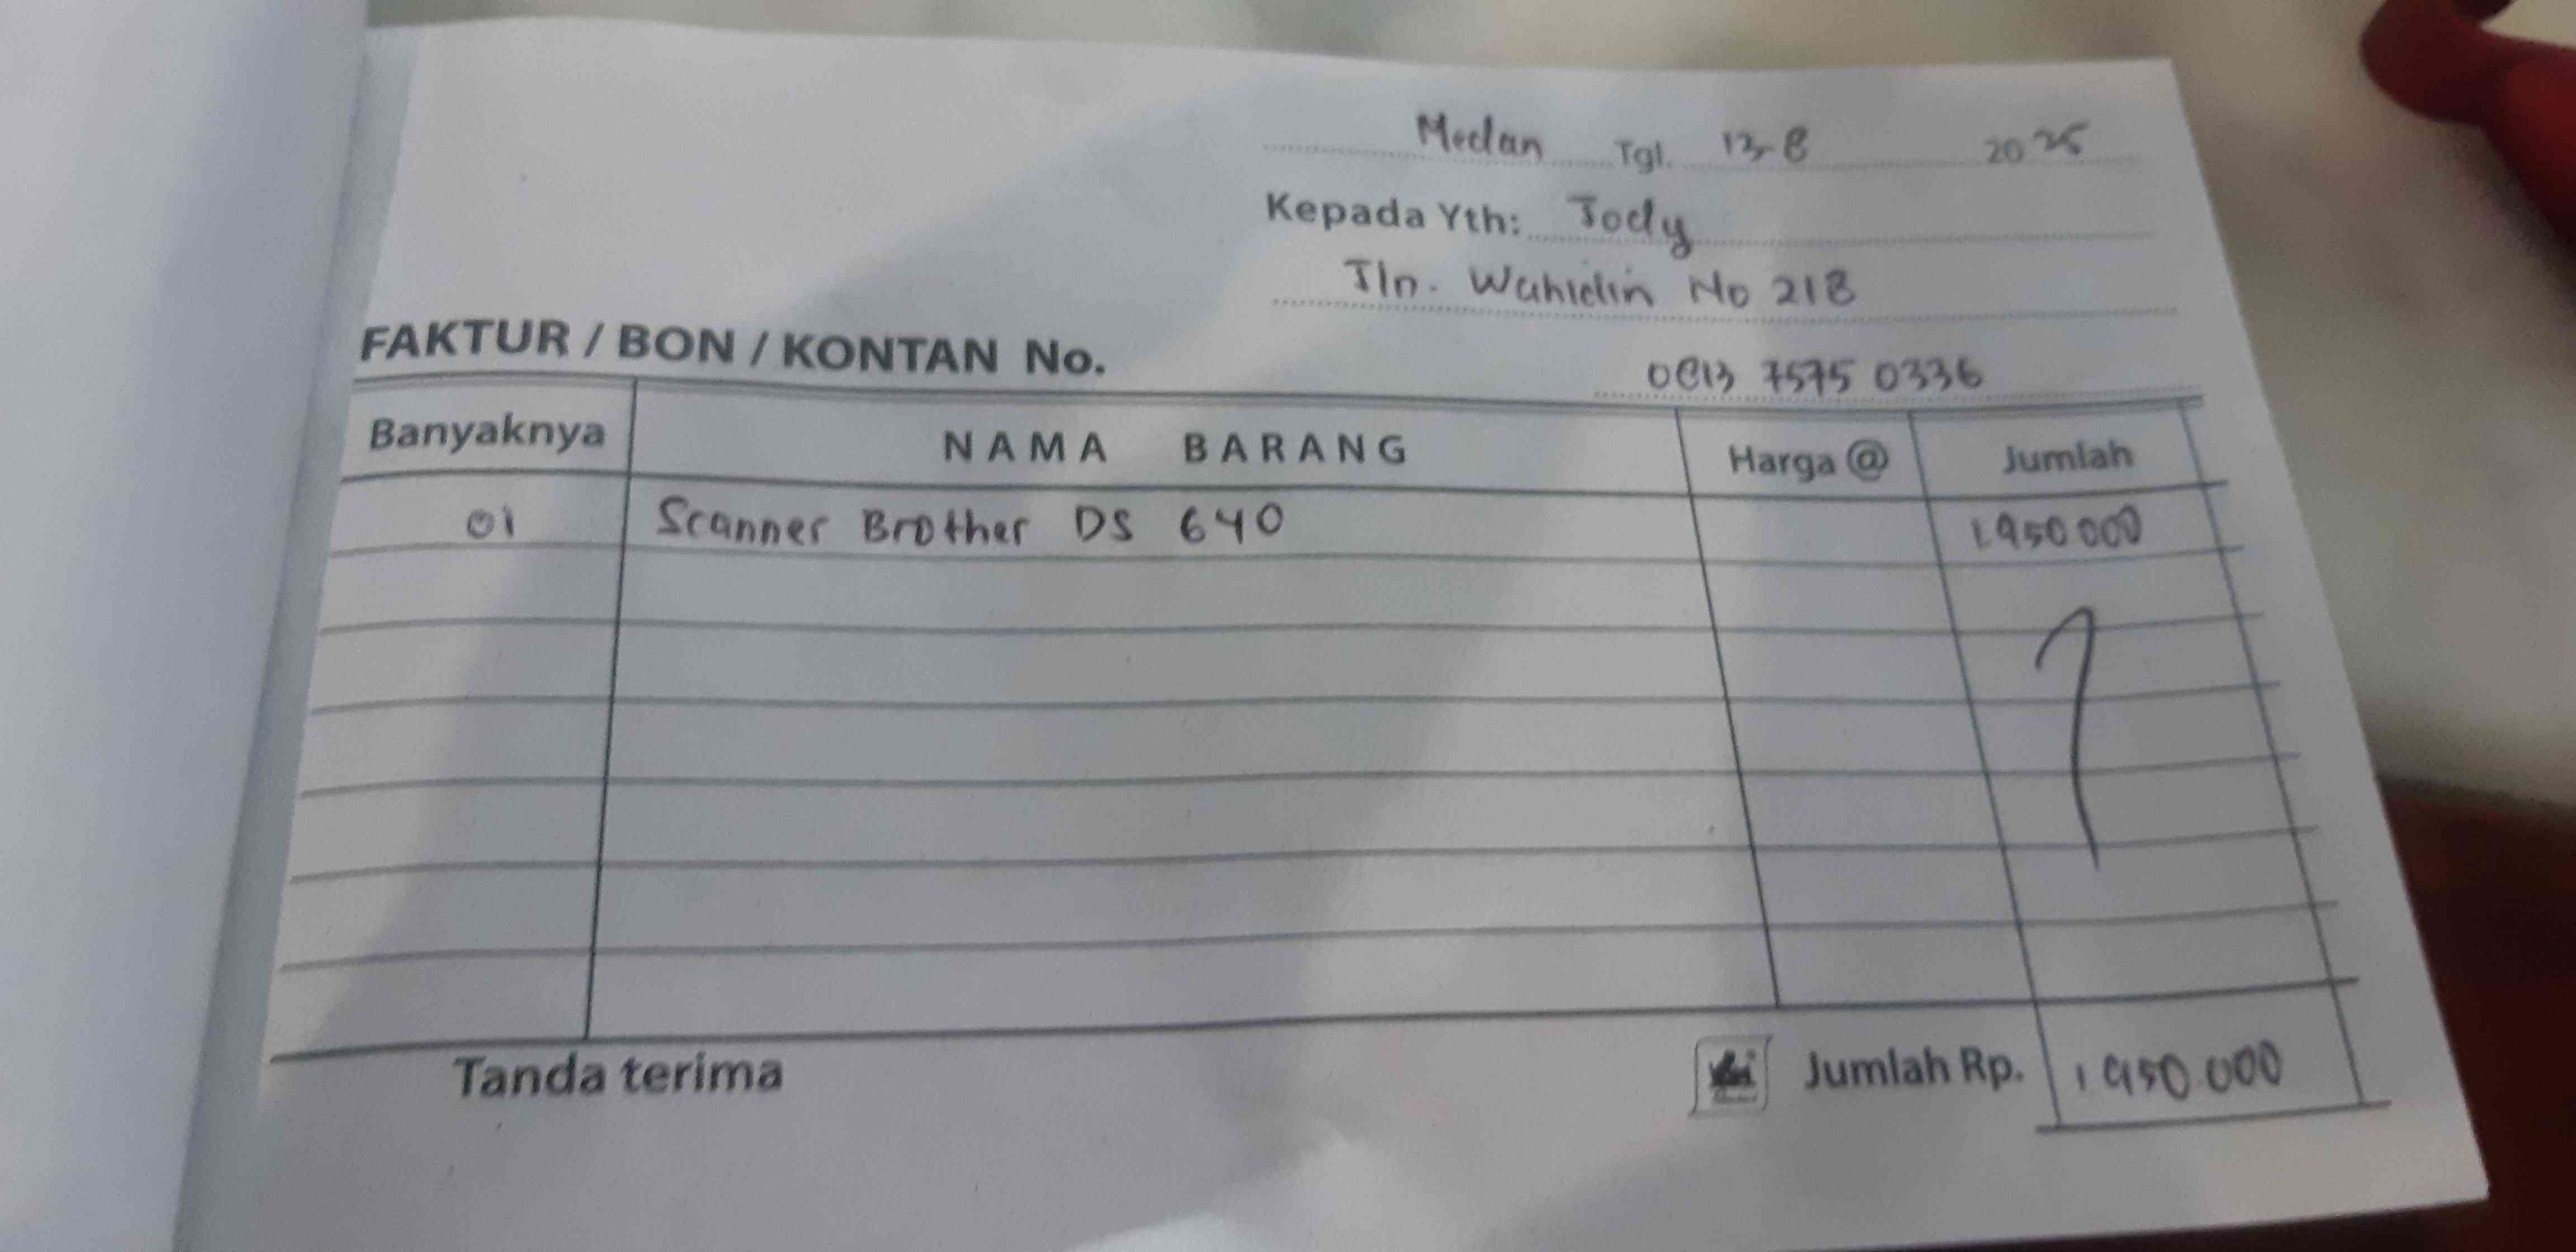 Medan Tgl. 13-8 2025
Kepada Yth: Jody
Jln. Wahidin No 218
FAKTUR / BON / KONTAN No.
0813 7575 0336
Banyaknya NAMA BARANG Harga @ Jumlah
01 Scanner Brother DS 640 1.950.000
Tanda terima Jumlah Rp. 1.950.000